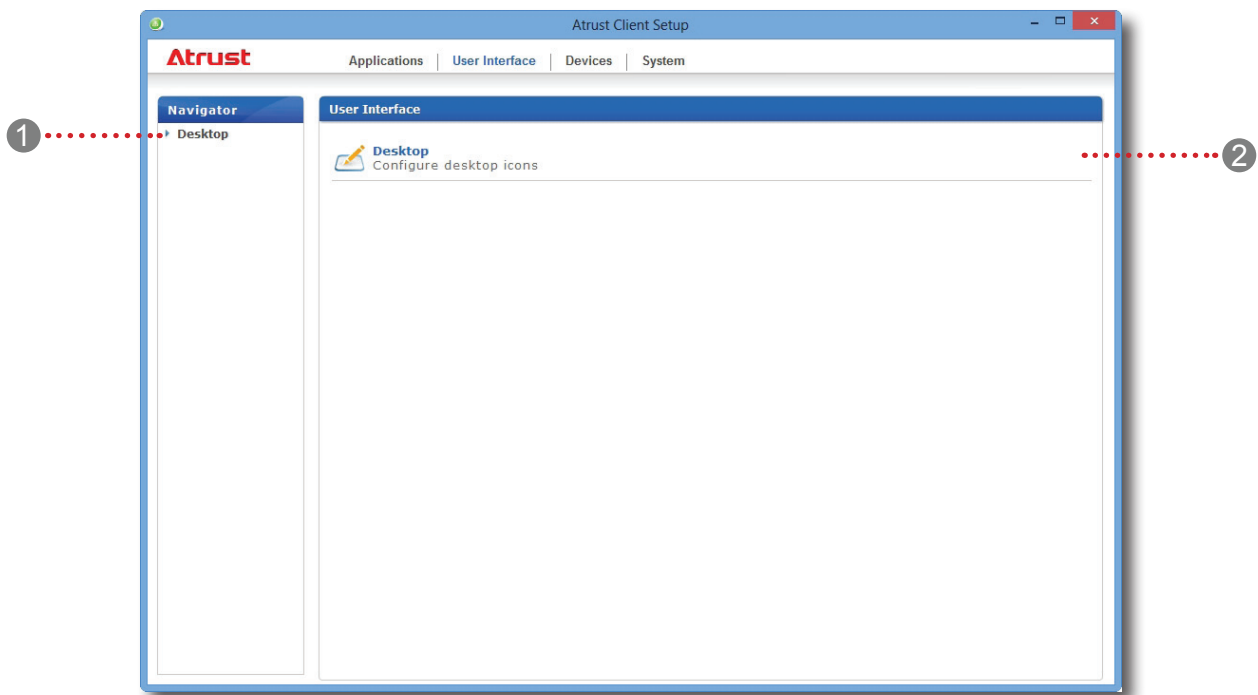 Atrust Client Setup
Atrust
Applications | User Interface | Devices | System
Navigator
Desktop
User Interface
Desktop
Configure desktop icons
1
2